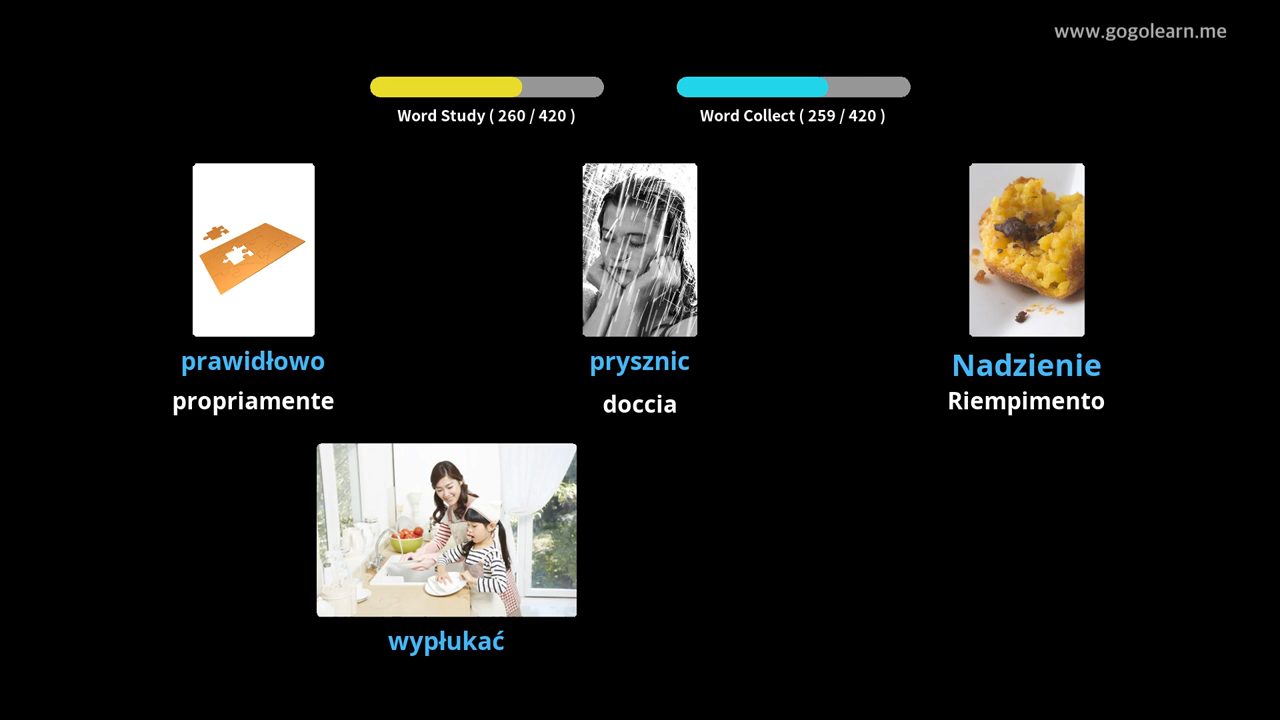 www.gogolearn.me
Word Study ( 260 / 420 )
Word Collect ( 259 / 420 )
prawidłowo
propriamente
prysznic
doccia
Nadzienie
Riempimento
wypłukać